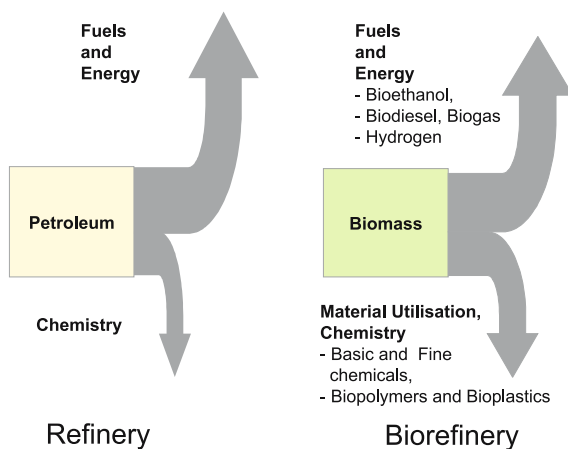 Fuels
and
Energy
Petroleum
Chemistry
Refinery
Fuels
and
Energy
- Bioethanol,
- Biodiesel, Biogas
- Hydrogen
Biomass
Material Utilisation,
Chemistry
- Basic and Fine
chemicals,
- Biopolymers and Bioplastics
Biorefinery